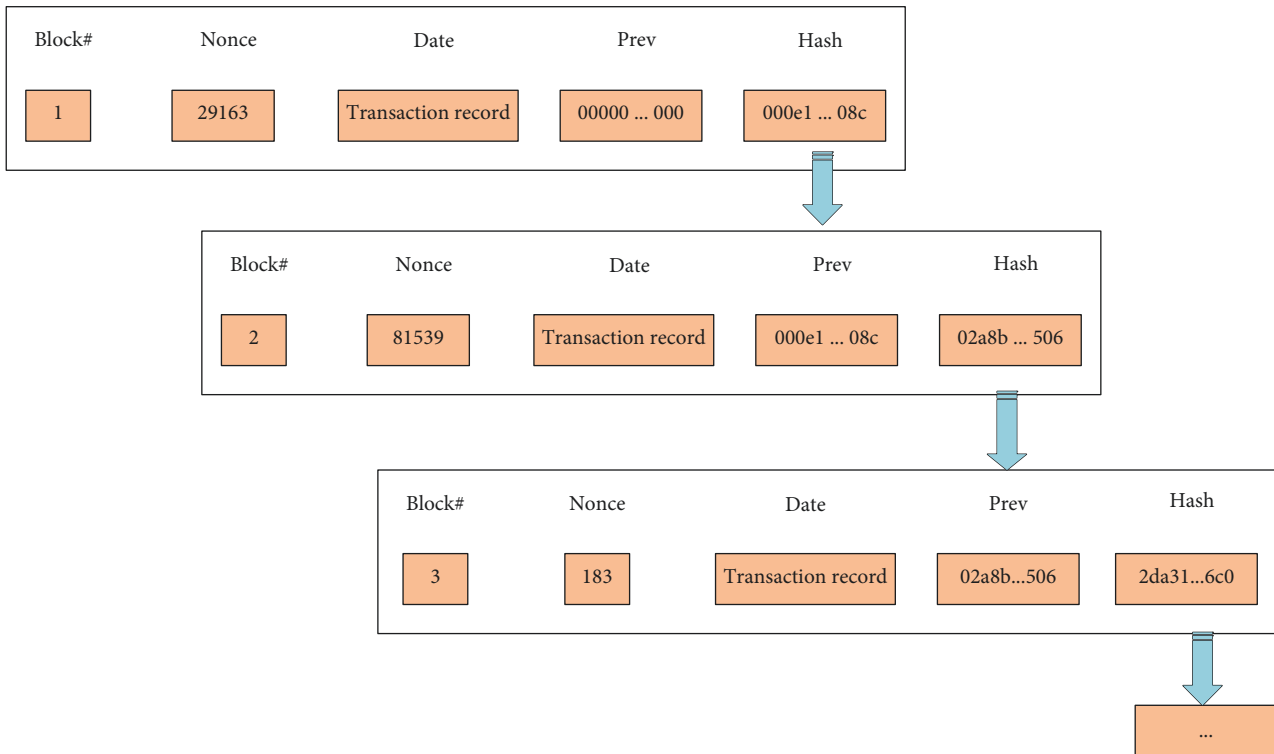 Block# Nonce Date Prev Hash
1 29163 Transaction record 00000 ... 000 000e1 ... 08c
Block# Nonce Date Prev Hash
2 81539 Transaction record 000e1 ... 08c 02a8b ... 506
Block# Nonce Date Prev Hash
3 183 Transaction record 02a8b...506 2da31...6c0
...